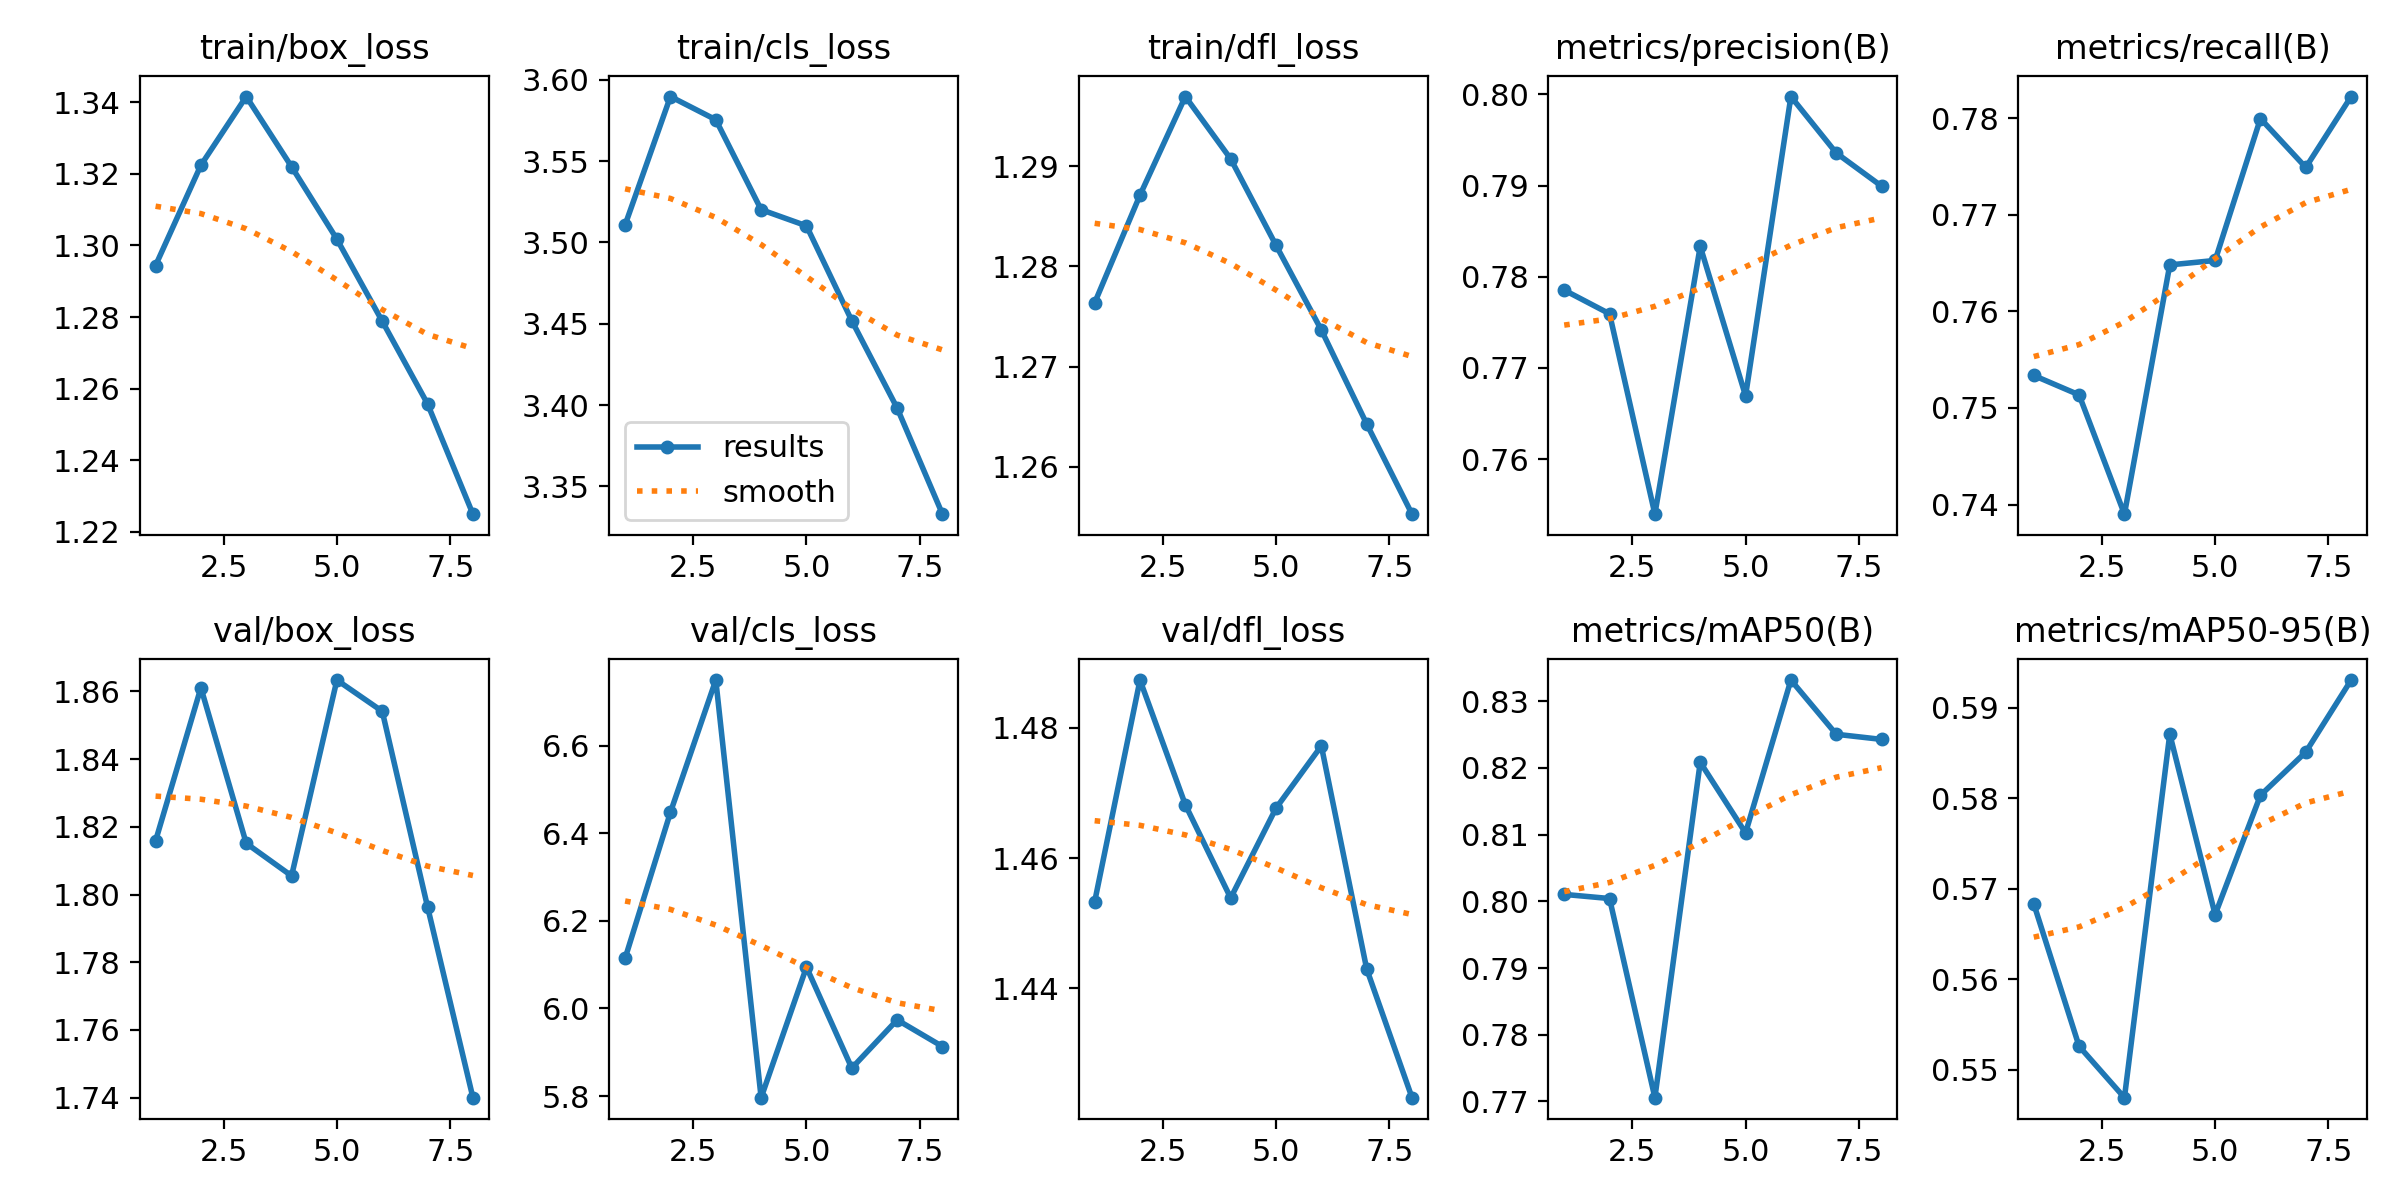 train/box_loss
1.34
1.32
1.30
1.28
1.26
1.24
1.22
2.5 5.0 7.5
train/cls_loss
3.60
3.55
3.50
3.45
3.40
3.35
results
smooth
2.5 5.0 7.5
train/dfl_loss
1.29
1.28
1.27
1.26
2.5 5.0 7.5
metrics/precision(B)
0.80
0.79
0.78
0.77
0.76
2.5 5.0 7.5
metrics/recall(B)
0.78
0.77
0.76
0.75
0.74
2.5 5.0 7.5
val/box_loss
1.86
1.84
1.82
1.80
1.78
1.76
1.74
2.5 5.0 7.5
val/cls_loss
6.6
6.4
6.2
6.0
5.8
2.5 5.0 7.5
val/dfl_loss
1.48
1.46
1.44
2.5 5.0 7.5
metrics/mAP50(B)
0.83
0.82
0.81
0.80
0.79
0.78
0.77
2.5 5.0 7.5
metrics/mAP50-95(B)
0.59
0.58
0.57
0.56
0.55
2.5 5.0 7.5